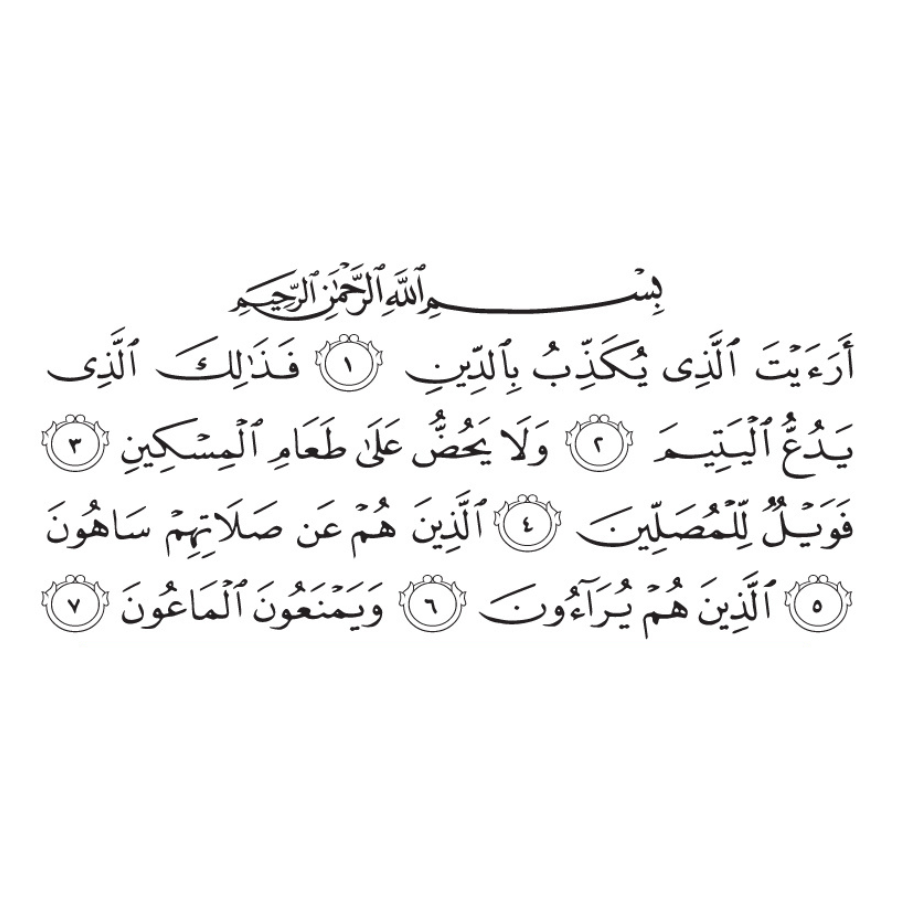 بِسْمِ ٱللَّهِ ٱلرَّحْمَٰنِ ٱلرَّحِيمِ
أَرَءَيْتَ ٱلَّذِى يُكَذِّبُ بِٱلدِّينِ ١ فَذَٰلِكَ ٱلَّذِى
يَدُعُّ ٱلْيَتِيمَ ٢ وَلَا يَحُضُّ عَلَىٰ طَعَامِ ٱلْمِسْكِينِ ٣
فَوَيْلٌ لِّلْمُصَلِّينَ ٤ ٱلَّذِينَ هُمْ عَن صَلَاتِهِمْ سَاهُونَ
٥ ٱلَّذِينَ هُمْ يُرَآءُونَ ٦ وَيَمْنَعُونَ ٱلْمَاعُونَ ٧